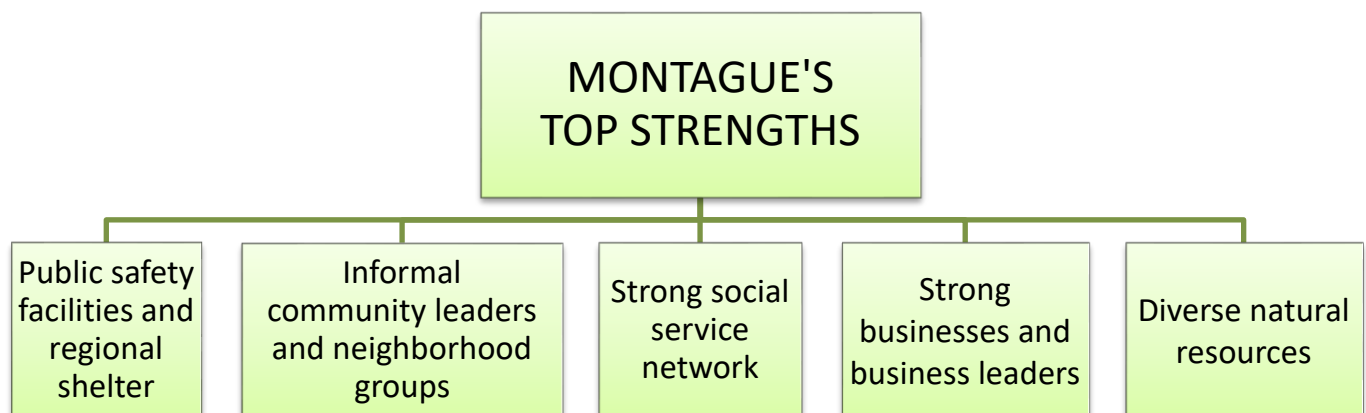 MONTAGUE'S
TOP STRENGTHS
Public safety
facilities and
regional
shelter
Informal
community leaders
and neighborhood
groups
Strong social
service
network
Strong
businesses and
business leaders
Diverse natural
resources